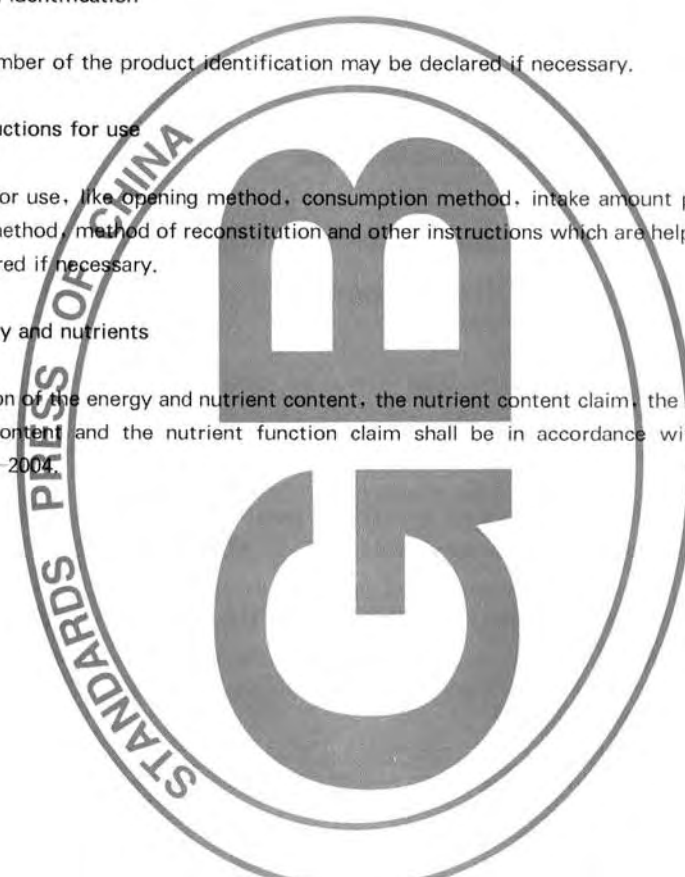 identification
mber of the product identification may be declared if necessary.
uctions for use
or use, like opening method, consumption method, intake amount p
method, method of reconstitution and other instructions which are help
red if necessary.
y and nutrients
on of the energy and nutrient content, the nutrient content claim, the
ontent and the nutrient function claim shall be in accordance wi
-2004.
STANDARDS PRESS OF CHINA
GB